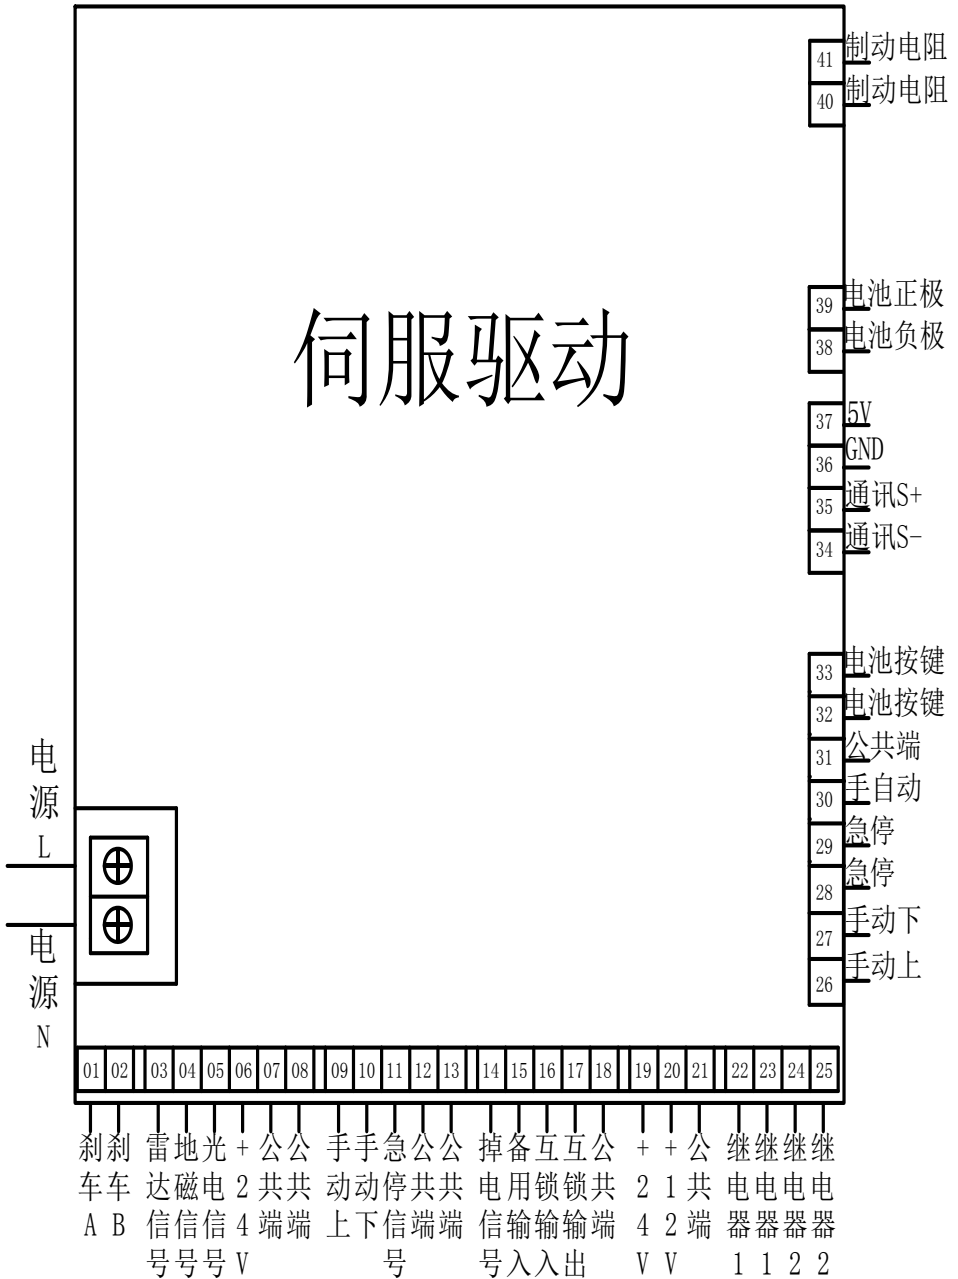 41 制动电阻
40 制动电阻
39 电池正极
38 电池负极
伺服驱动
37 5V
36 GND
35 通讯S+
34 通讯S-
33 电池按键
32 电池按键
31 公共端
30 手自动
29 急停
28 急停
27 手动下
26 手动上
电源L
电源N
01 02 03 04 05 06 07 08 09 10 11 12 13 14 15 16 17 18 19 20 21 22 23 24 25
刹车A
刹车B
雷达信号
地磁信号
光电信号
+24V
公共端
公共端
手动上
手动下
急停信号
公共端
公共端
掉电信号
备用输入
互锁输入
互锁输出
公共端
+24V
+12V
公共端
继电器1
继电器1
继电器2
继电器2